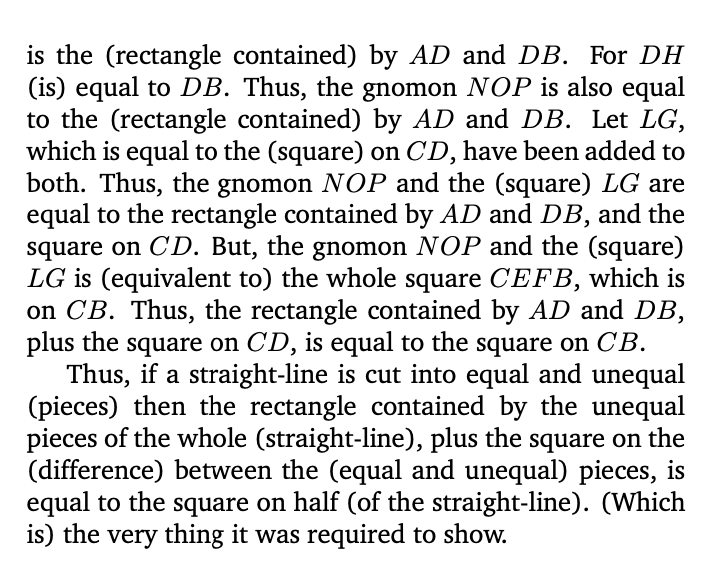 is the (rectangle contained) by AD and DB. For DH
(is) equal to DB. Thus, the gnomon NOP is also equal
to the (rectangle contained) by AD and DB. Let LG,
which is equal to the (square) on CD, have been added to
both. Thus, the gnomon NOP and the (square) LG are
equal to the rectangle contained by AD and DB, and the
square on CD. But, the gnomon NOP and the (square)
LG is (equivalent to) the whole square CEFB, which is
on CB. Thus, the rectangle contained by AD and DB,
plus the square on CD, is equal to the square on CB.
Thus, if a straight-line is cut into equal and unequal
(pieces) then the rectangle contained by the unequal
pieces of the whole (straight-line), plus the square on the
(difference) between the (equal and unequal) pieces, is
equal to the square on half (of the straight-line). (Which
is) the very thing it was required to show.